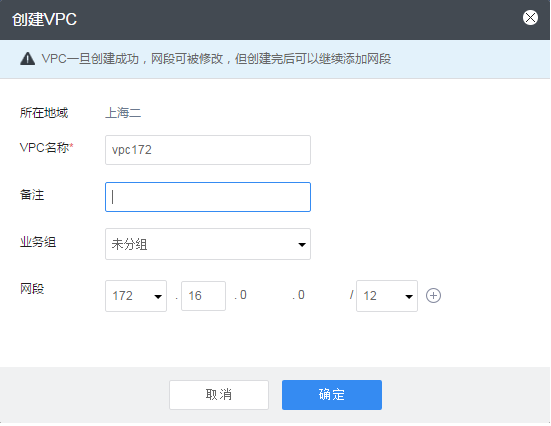 创建VPC
VPC一旦创建成功，网段可被修改，但创建完后可以继续添加网段
所在地域 上海二
VPC名称* vpc172
备注
业务组 未分组
网段 172 . 16 . 0 . 0 / 12
取消 确定